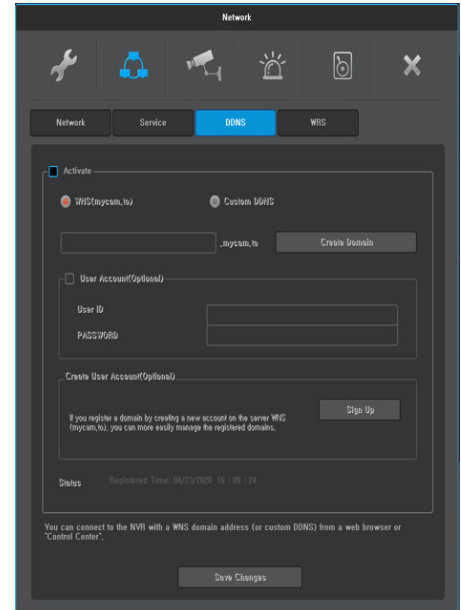 Network
Network Service DDNS WRS
Activate
WNS(mycam.to) Custom DDNS
.mycam.to Create Domain
User Account(Optional)
User ID
PASSWORD
Create User Account(Optional)
If you register a domain by creating a new account on the server WNS
(mycam.to), you can more easily manage the registered domains.
Sign Up
Status Registered Time: 04/23/2020 16 : 09 : 24
You can connect to the NVR with a WNS domain address (or custom DDNS) from a web browser or
"Control Center".
Save Changes